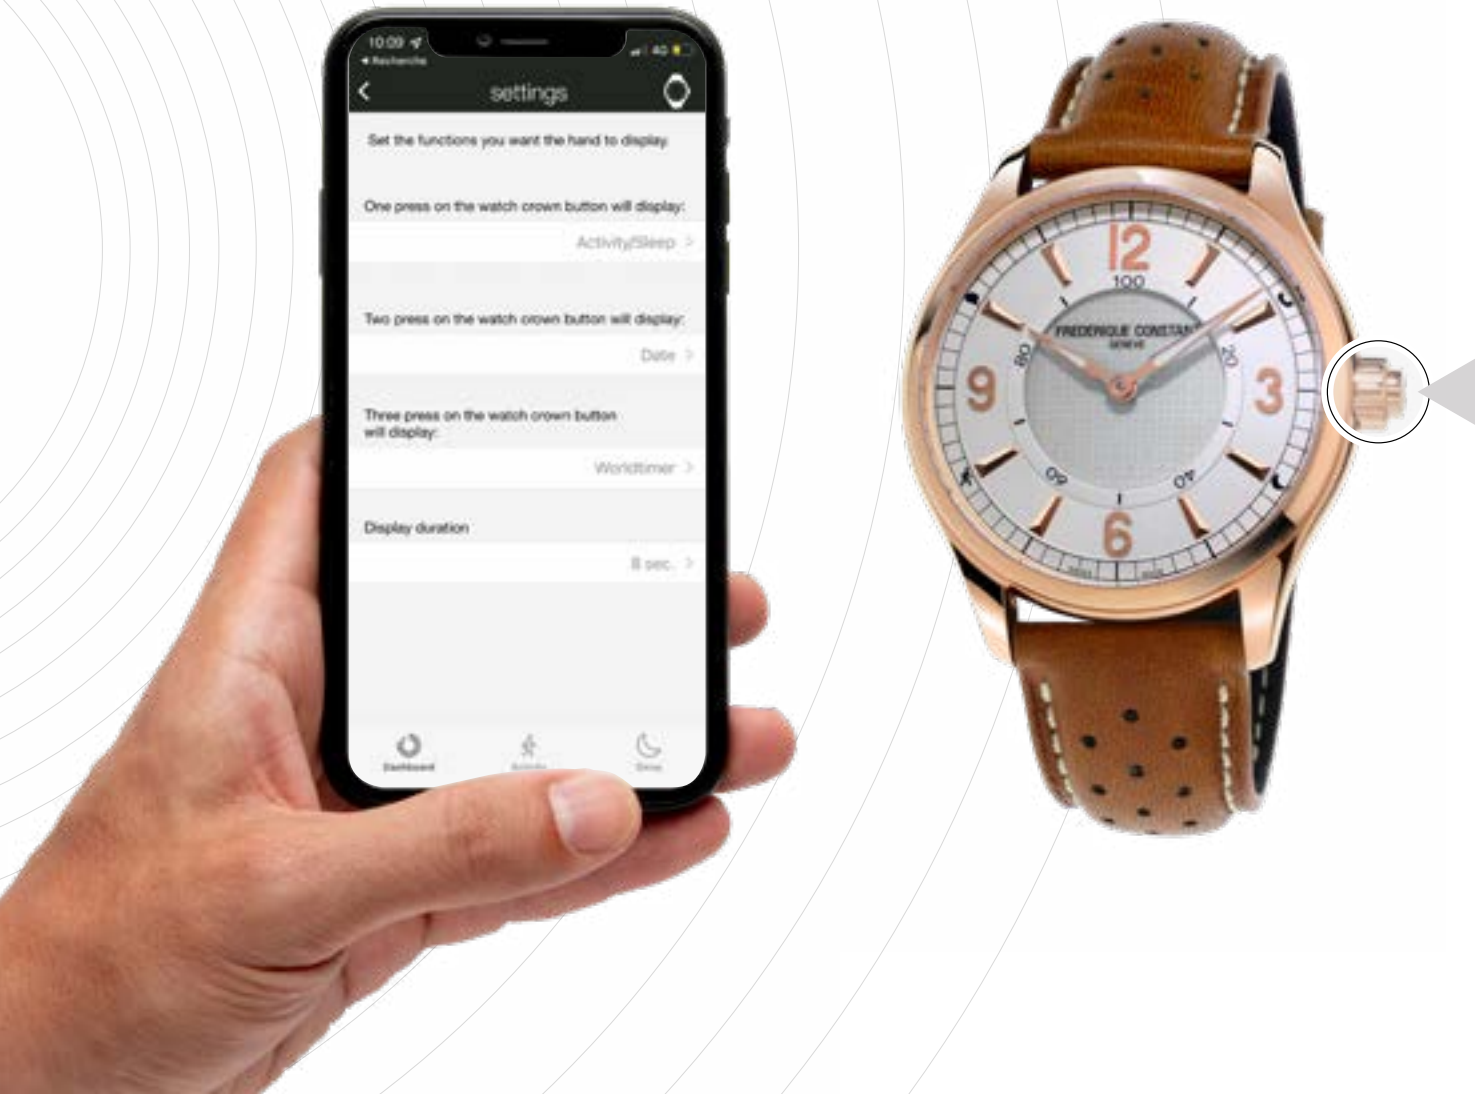 10:09
◀ Recherche
4G
settings
Set the functions you want the hand to display.
One press on the watch crown button will display:
Activity/Sleep >
Two press on the watch crown button will display:
Date >
Three press on the watch crown button
will display:
Worldtimer >
Display duration
8 sec. >
Dashboard
Activity
Sleep
12
100
FREDERIQUE CONSTANT
GENEVE
80
20
9
3
60
40
6